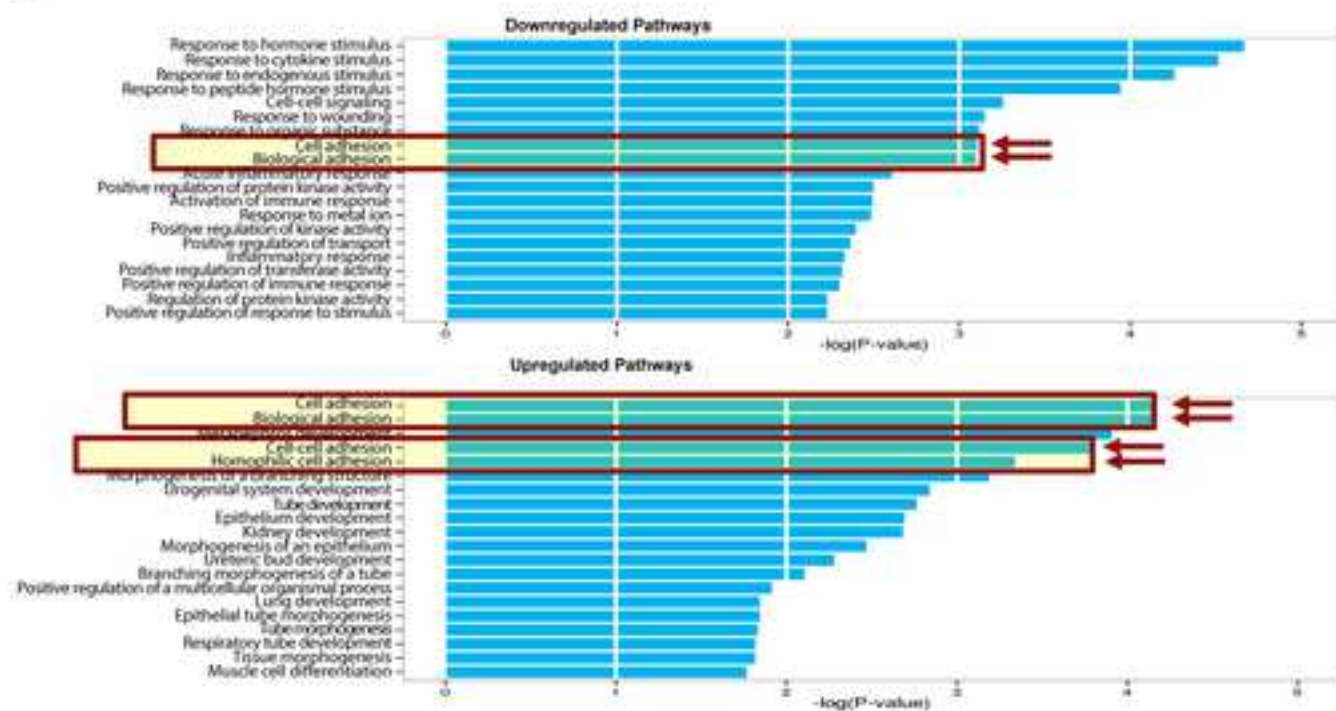 Downregulated Pathways
Response to hormone stimulus
Response to cytokine stimulus
Response to endogenous stimulus
Response to peptide hormone stimulus
Cell-cell signaling
Response to wounding
Response to organic substance
Cell adhesion
Biological adhesion
Acute inflammatory response
Positive regulation of protein kinase activity
Activation of immune response
Response to metal ion
Positive regulation of kinase activity
Positive regulation of transport
Inflammatory response
Positive regulation of transferase activity
Positive regulation of immune response
Regulation of protein kinase activity
Positive regulation of response to stimulus
0 1 2 3 4 5
-log(P-value)
Upregulated Pathways
Cell adhesion
Biological adhesion
Metanephros development
Cell-cell adhesion
Homophilic cell adhesion
Morphogenesis of a branching structure
Urogenital system development
Tube development
Epithelium development
Kidney development
Morphogenesis of an epithelium
Ureteric bud development
Branching morphogenesis of a tube
Positive regulation of a multicellular organismal process
Lung development
Epithelial tube morphogenesis
Tube morphogenesis
Respiratory tube development
Tissue morphogenesis
Muscle cell differentiation
0 1 2 3 4 5
-log(P-value)